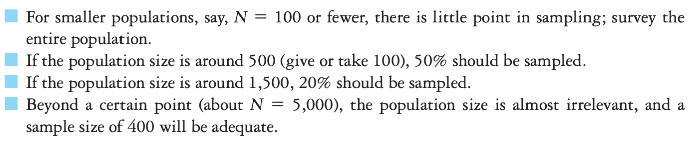 For smaller populations, say, N = 100 or fewer, there is little point in sampling; survey the
entire population.
If the population size is around 500 (give or take 100), 50% should be sampled.
If the population size is around 1,500, 20% should be sampled.
Beyond a certain point (about N = 5,000), the population size is almost irrelevant, and a
sample size of 400 will be adequate.